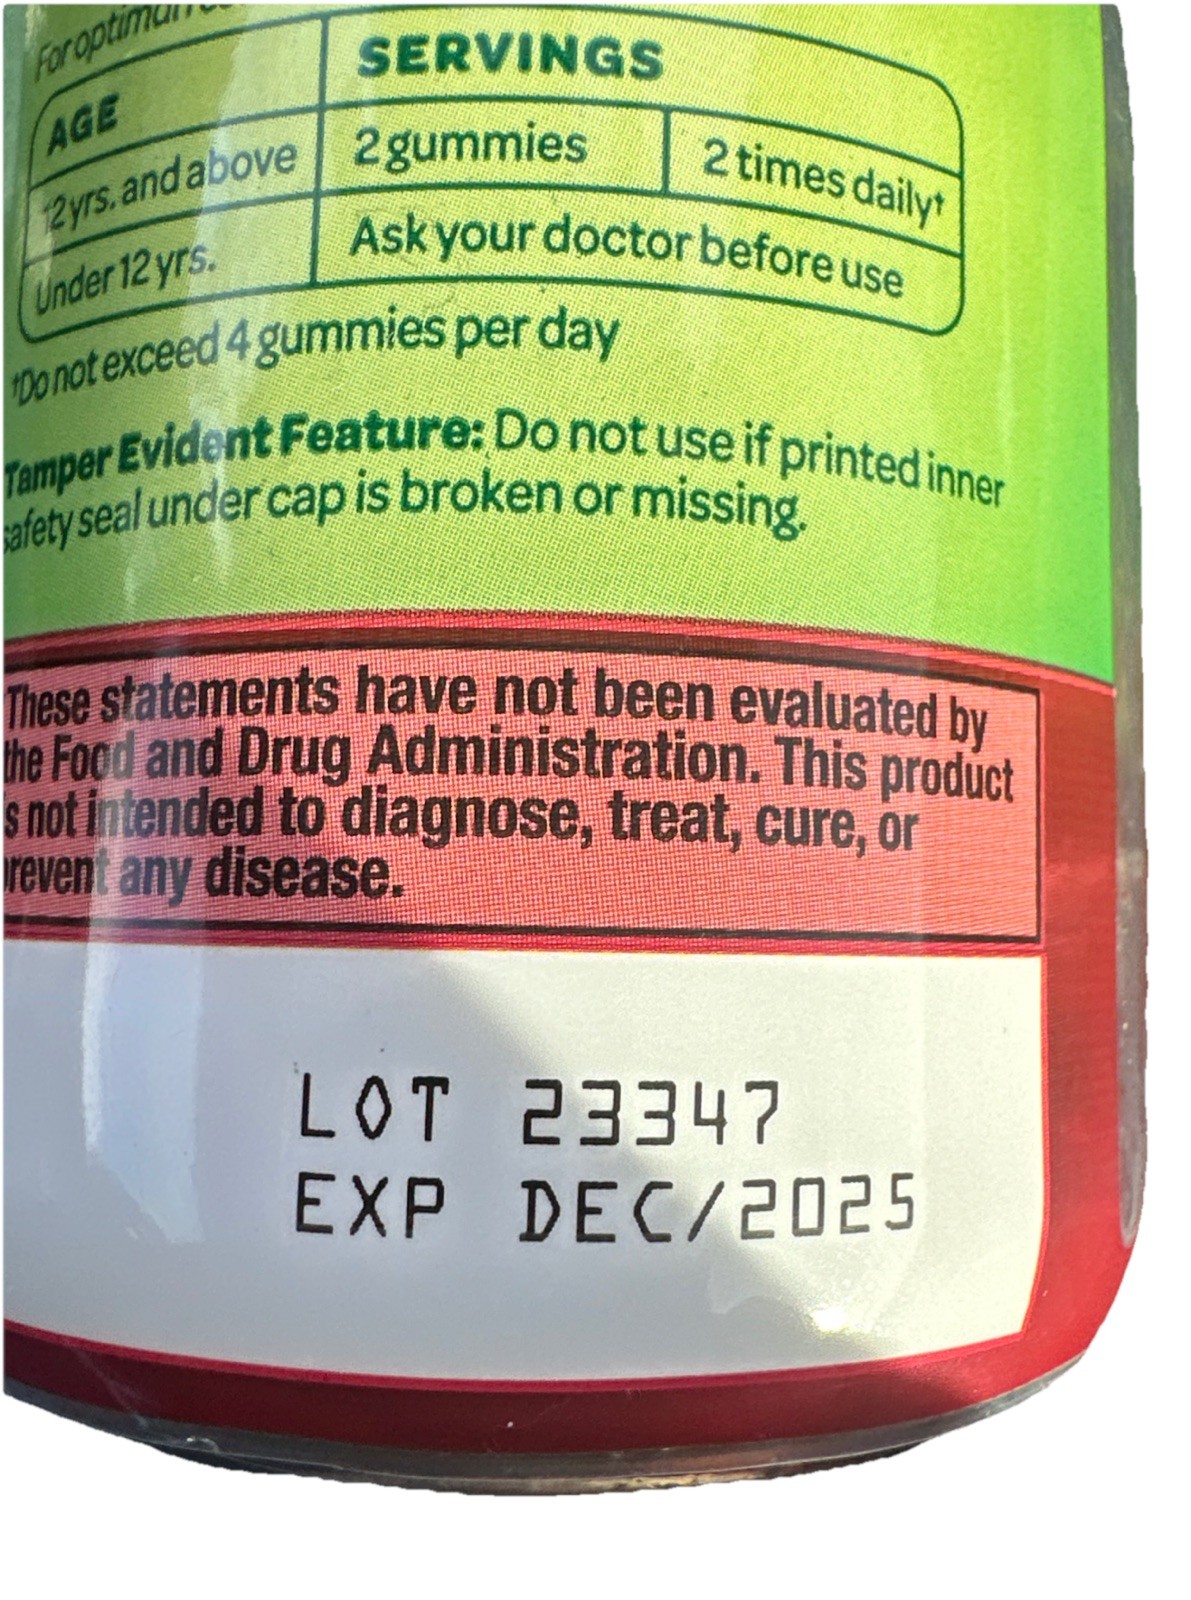 For optimum
AGE SERVINGS
12 yrs. and above 2 gummies 2 times daily†
Under 12 yrs. Ask your doctor before use
†Do not exceed 4 gummies per day
Tamper Evident Feature: Do not use if printed inner
safety seal under cap is broken or missing.
These statements have not been evaluated by
the Food and Drug Administration. This product
is not intended to diagnose, treat, cure, or
prevent any disease.
LOT 23347
EXP DEC/2025